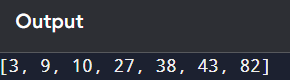 Output
[3, 9, 10, 27, 38, 43, 82]